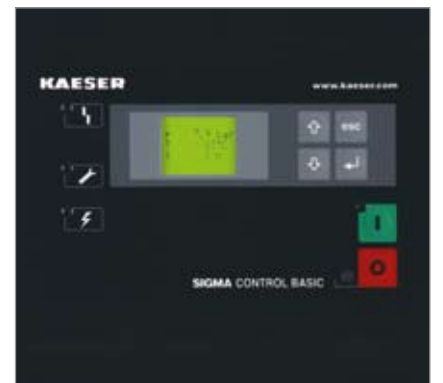 KAESER
www.kaeser.com
esc
I
O
SIGMA CONTROL BASIC